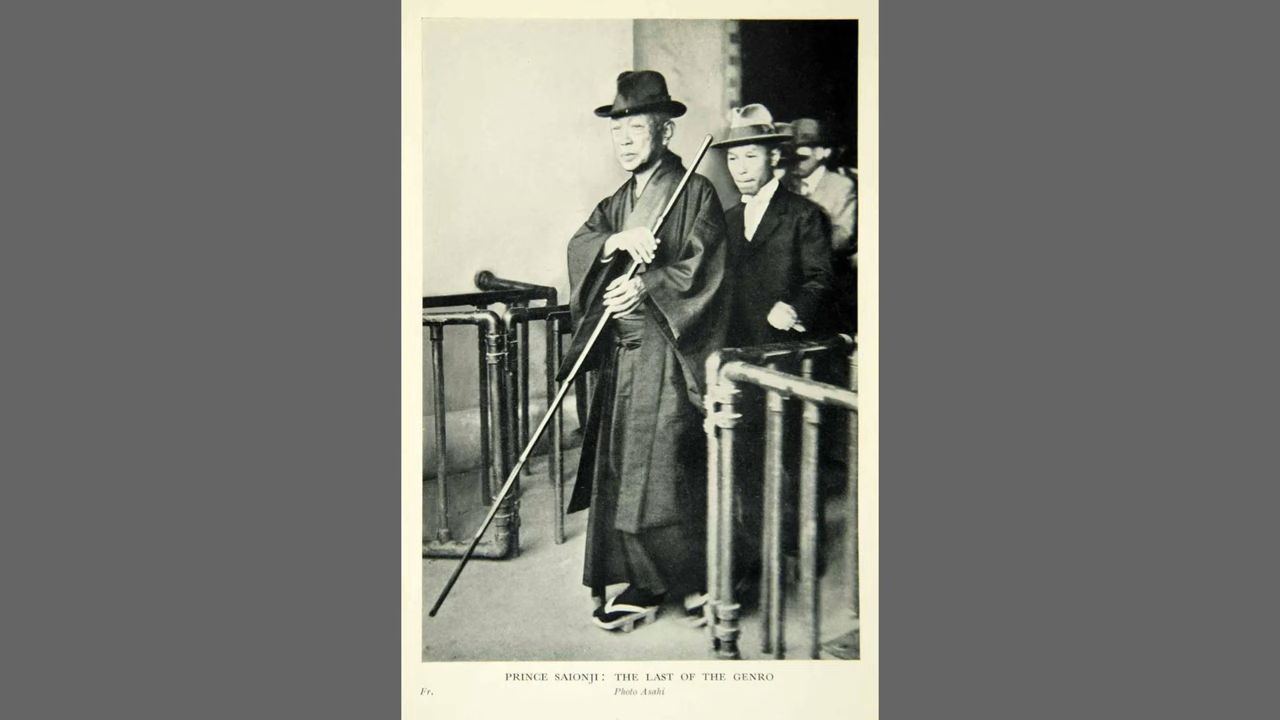 PRINCE SAIONJI: THE LAST OF THE GENRO
Fr. Photo Asahi